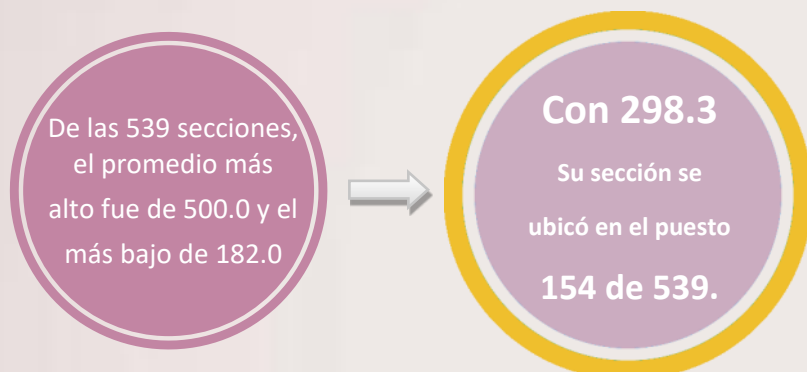 De las 539 secciones,
el promedio más
alto fue de 500.0 y el
más bajo de 182.0
Con 298.3
Su sección se
ubicó en el puesto
154 de 539.